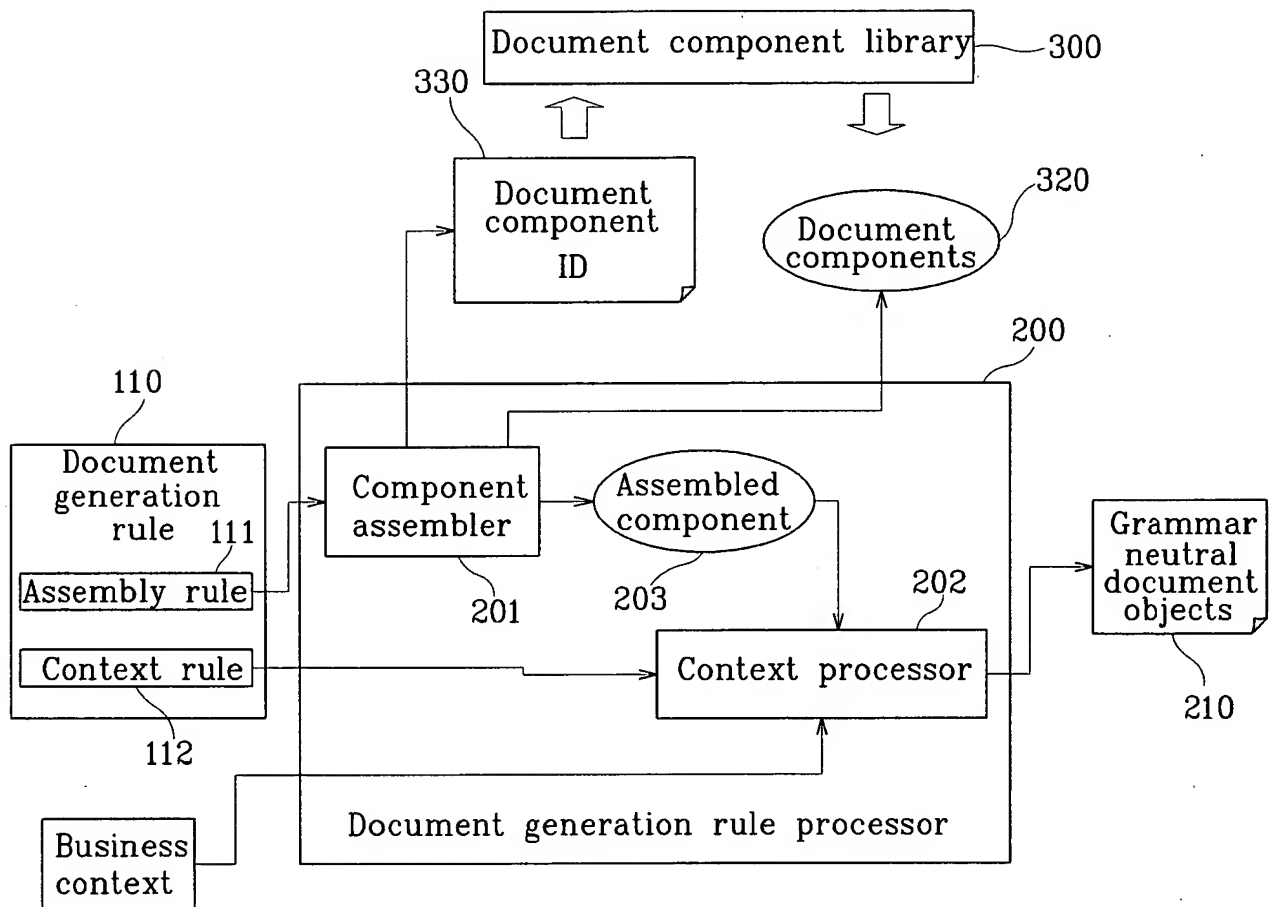 Document component library
300
330
Document
component
ID
320
Document
components
200
110
Document
generation
rule
111
Assembly rule
Context rule
112
Component
assembler
201
Assembled
component
203
202
Context processor
Grammar
neutral
document
objects
210
Document generation rule processor
Business
context